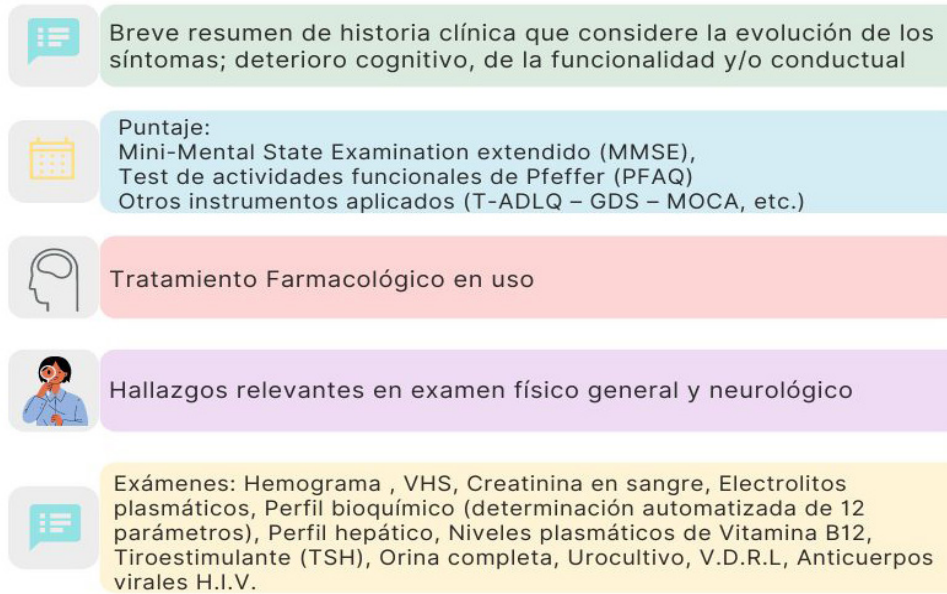 Breve resumen de historia clínica que considere la evolución de los
síntomas; deterioro cognitivo, de la funcionalidad y/o conductual
Puntaje:
Mini-Mental State Examination extendido (MMSE),
Test de actividades funcionales de Pfeffer (PFAQ)
Otros instrumentos aplicados (T-ADLQ – GDS – MOCA, etc.)
Tratamiento Farmacológico en uso
Hallazgos relevantes en examen físico general y neurológico
Exámenes: Hemograma , VHS, Creatinina en sangre, Electrolitos
plasmáticos, Perfil bioquímico (determinación automatizada de 12
parámetros), Perfil hepático, Niveles plasmáticos de Vitamina B12,
Tiroestimulante (TSH), Orina completa, Urocultivo, V.D.R.L, Anticuerpos
virales H.I.V.